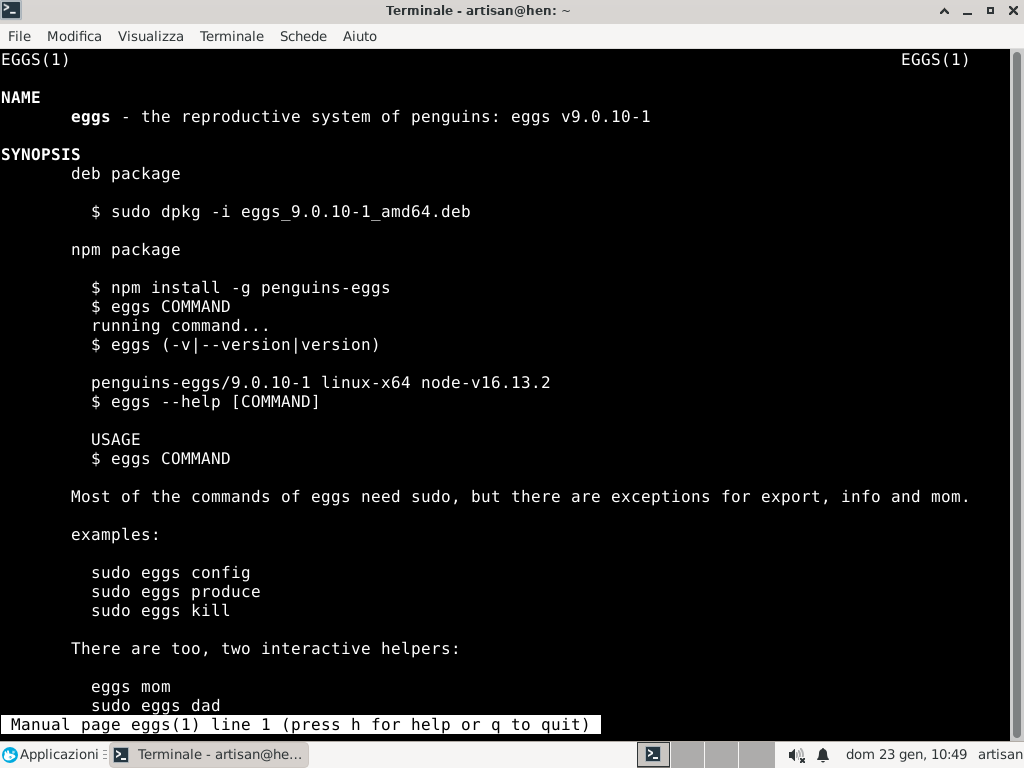 Terminale - artisan@hen: ~
File Modifica Visualizza Terminale Schede Aiuto
EGGS(1) EGGS(1)
NAME
eggs - the reproductive system of penguins: eggs v9.0.10-1
SYNOPSIS
deb package
$ sudo dpkg -i eggs_9.0.10-1_amd64.deb
npm package
$ npm install -g penguins-eggs
$ eggs COMMAND
running command...
$ eggs (-v|--version|version)
penguins-eggs/9.0.10-1 linux-x64 node-v16.13.2
$ eggs --help [COMMAND]
USAGE
$ eggs COMMAND
Most of the commands of eggs need sudo, but there are exceptions for export, info and mom.
examples:
sudo eggs config
sudo eggs produce
sudo eggs kill
There are too, two interactive helpers:
eggs mom
sudo eggs dad
Manual page eggs(1) line 1 (press h for help or q to quit)
Applicazioni Terminale - artisan@he... dom 23 gen, 10:49 artisan